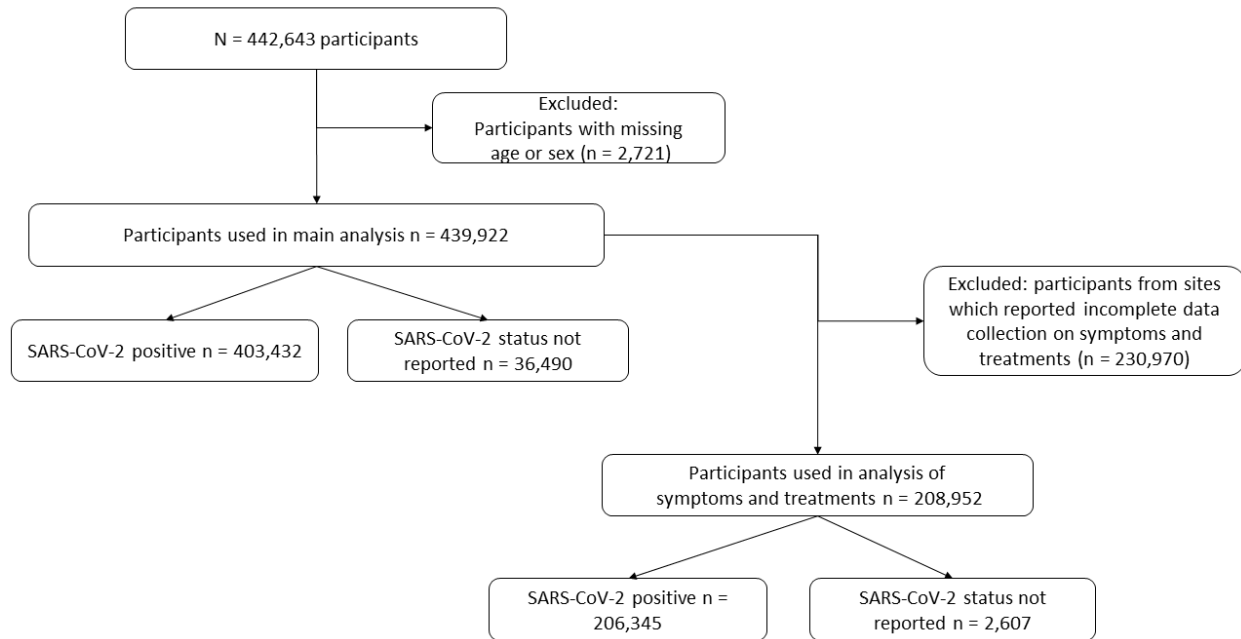 N = 442,643 participants
Excluded:
Participants with missing
age or sex (n = 2,721)
Participants used in main analysis n = 439,922
SARS-CoV-2 positive n = 403,432
SARS-CoV-2 status not
reported n = 36,490
Excluded: participants from sites
which reported incomplete data
collection on symptoms and
treatments (n = 230,970)
Participants used in analysis of
symptoms and treatments n = 208,952
SARS-CoV-2 positive n =
206,345
SARS-CoV-2 status not
reported n = 2,607